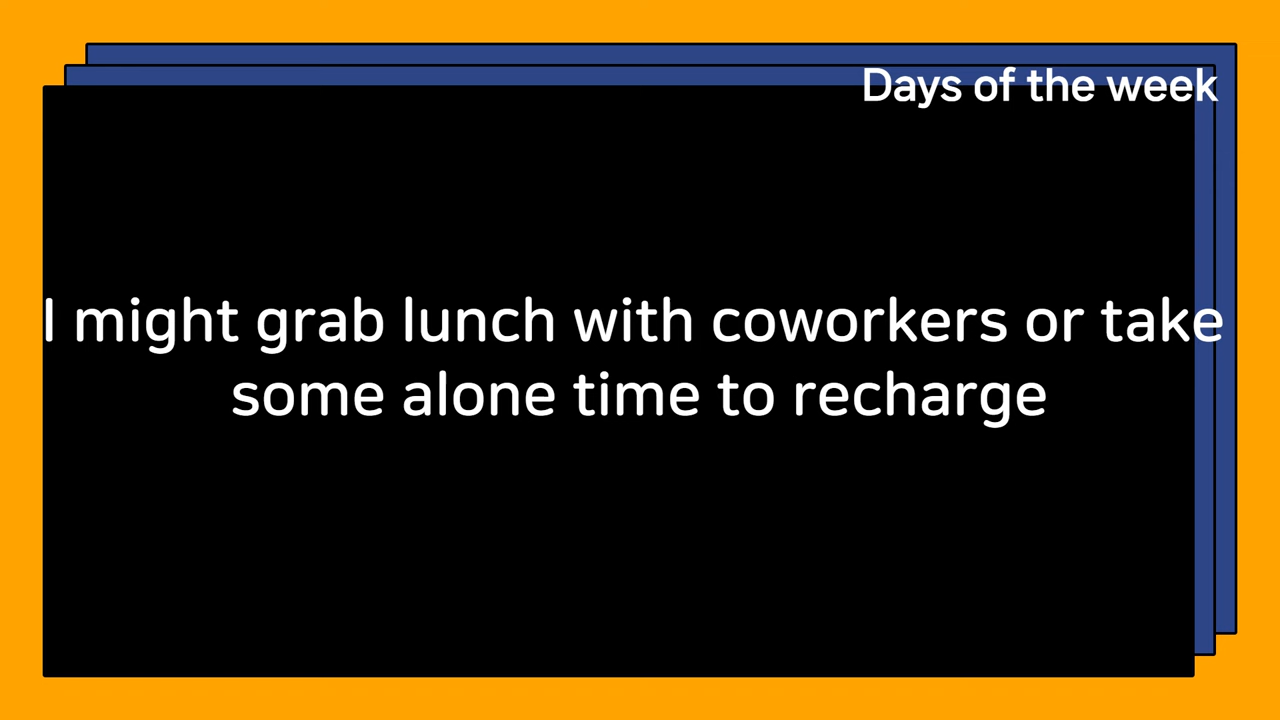 Days of the week
I might grab lunch with coworkers or take
some alone time to recharge